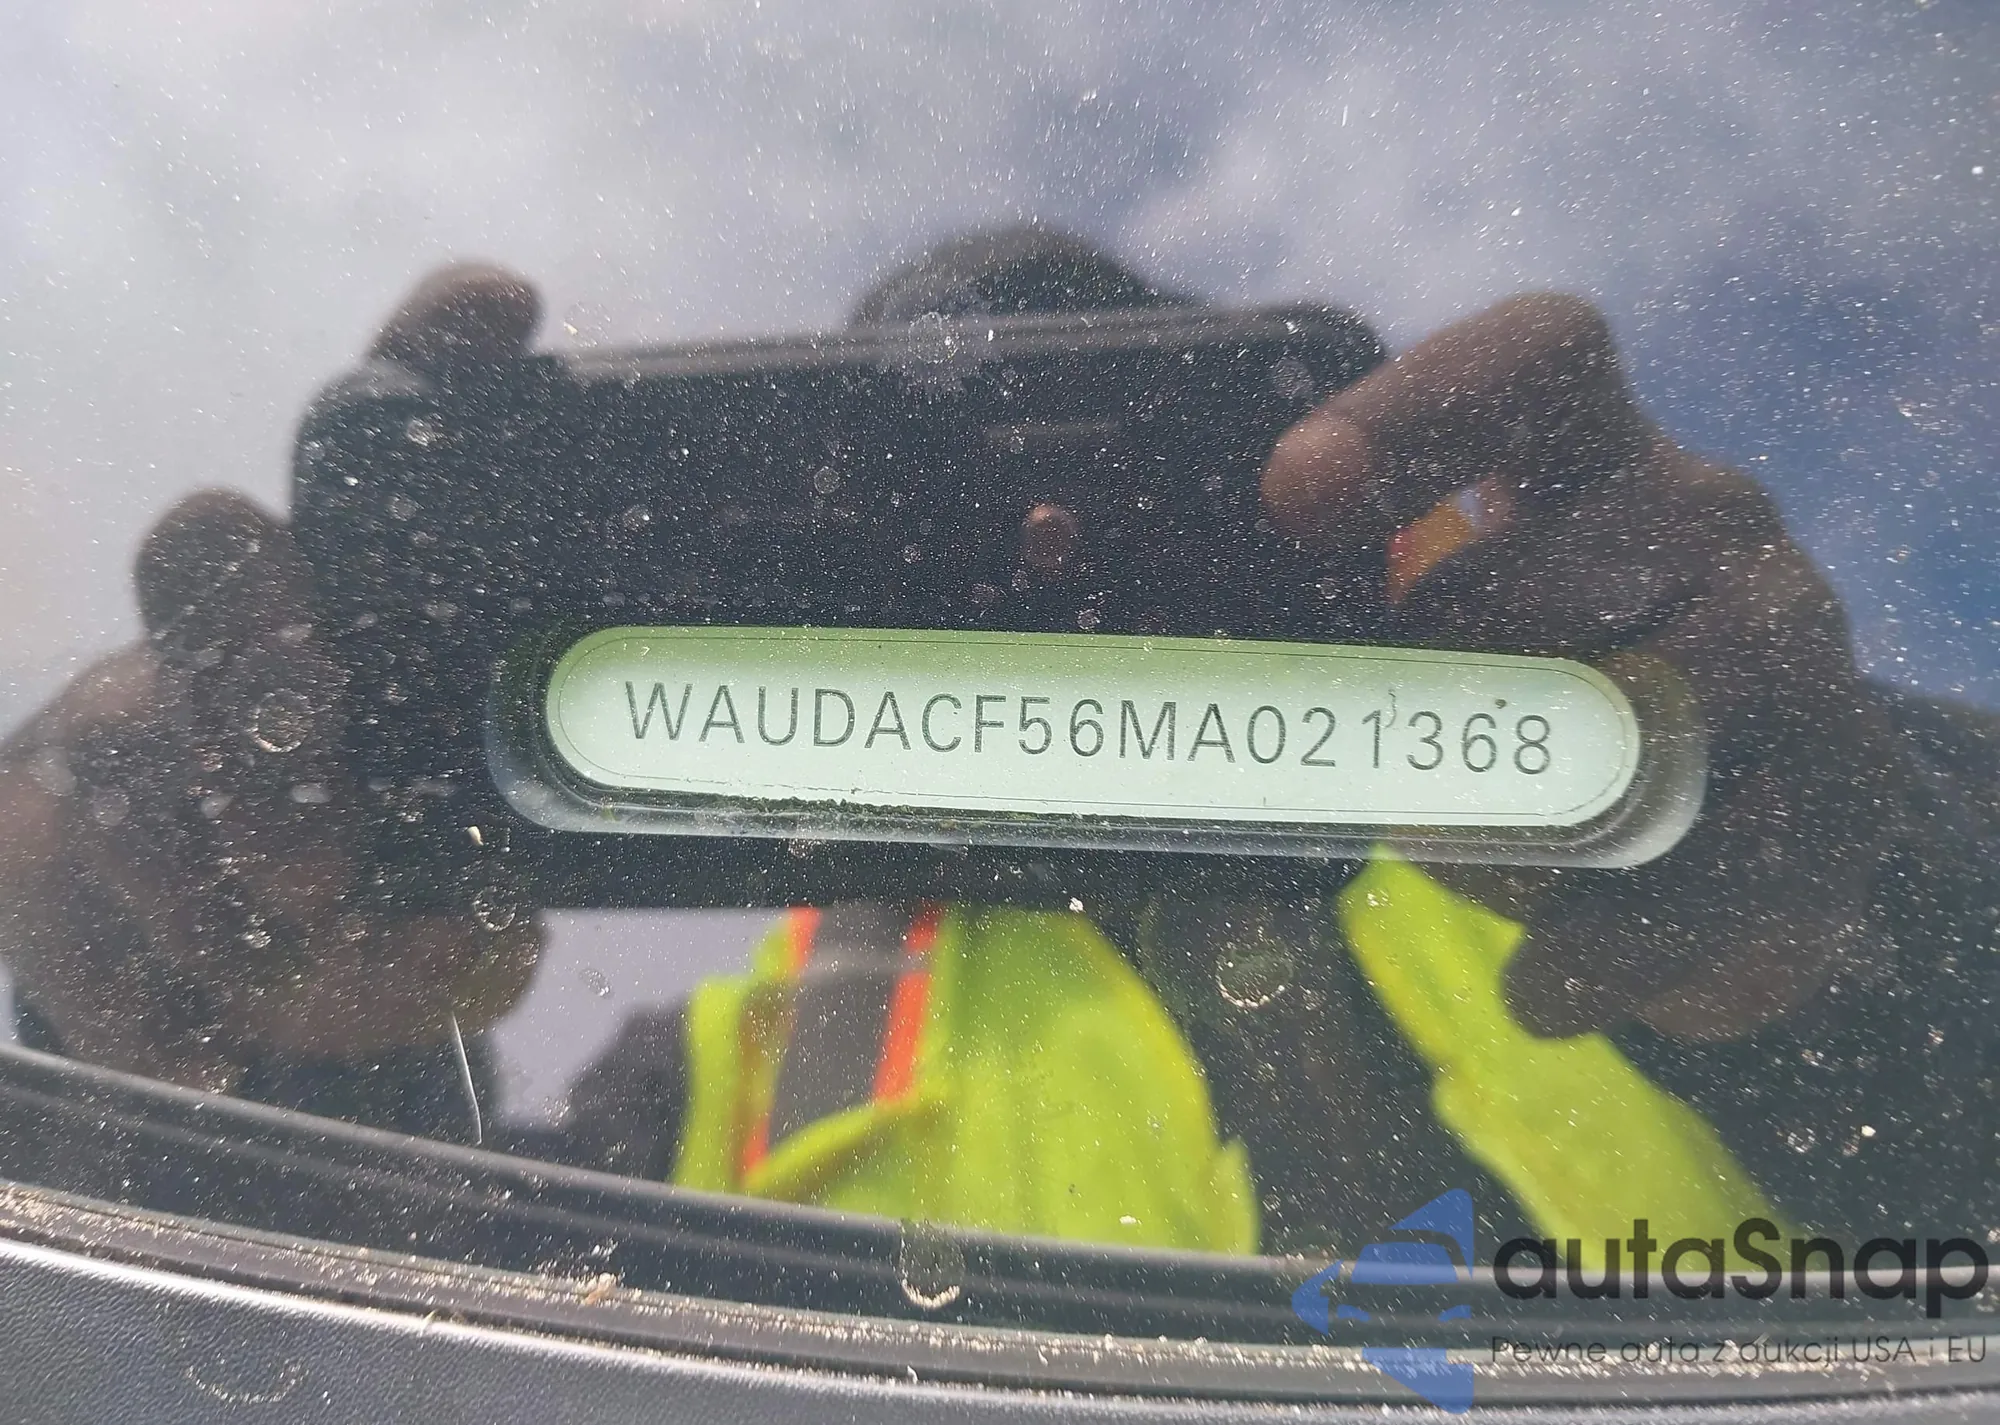 WAUDACF56MA021368
autaSnap
Pewne auta z aukcji USA i EU